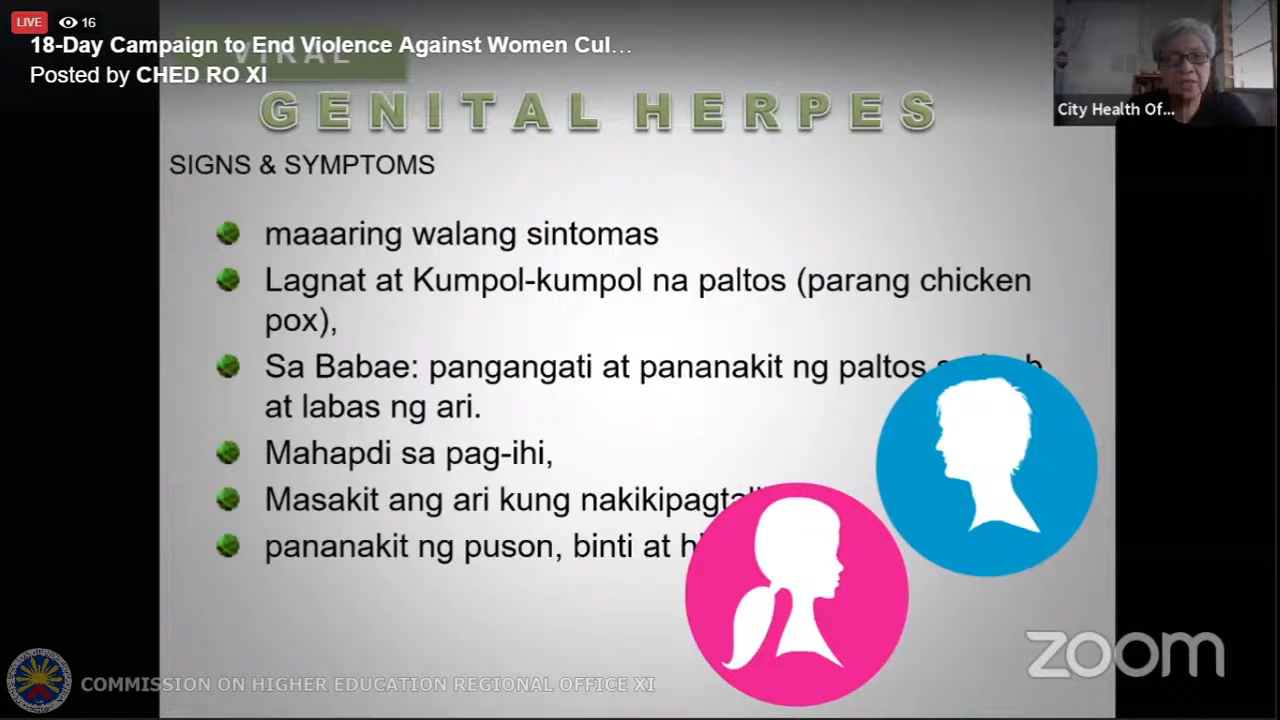 LIVE 16
18-Day Campaign to End Violence Against Women Cul...
Posted by CHED RO XI
VIRAL
GENITAL HERPES
City Health Of...
SIGNS & SYMPTOMS
maaaring walang sintomas
Lagnat at Kumpol-kumpol na paltos (parang chicken
pox),
Sa Babae: pangangati at pananakit ng paltos
at labas ng ari.
Mahapdi sa pag-ihi,
Masakit ang ari kung
pananakit ng puson, binti at
zoom
COMMISSION ON HIGHER EDUCATION REGIONAL OFFICE XI